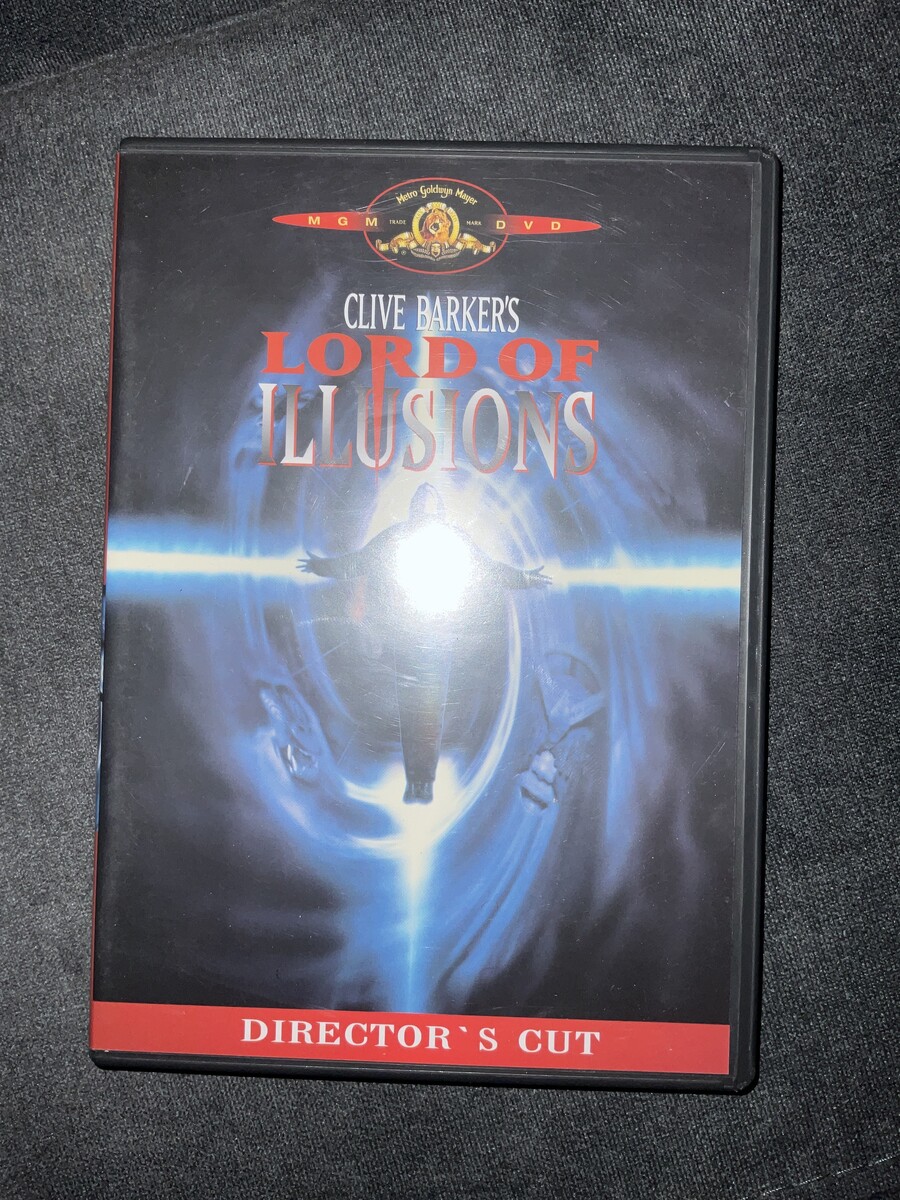 Metro Goldwyn Mayer
MGM TRADE MARK DVD
CLIVE BARKER'S
LORD OF
ILLUSIONS
DIRECTOR`S CUT